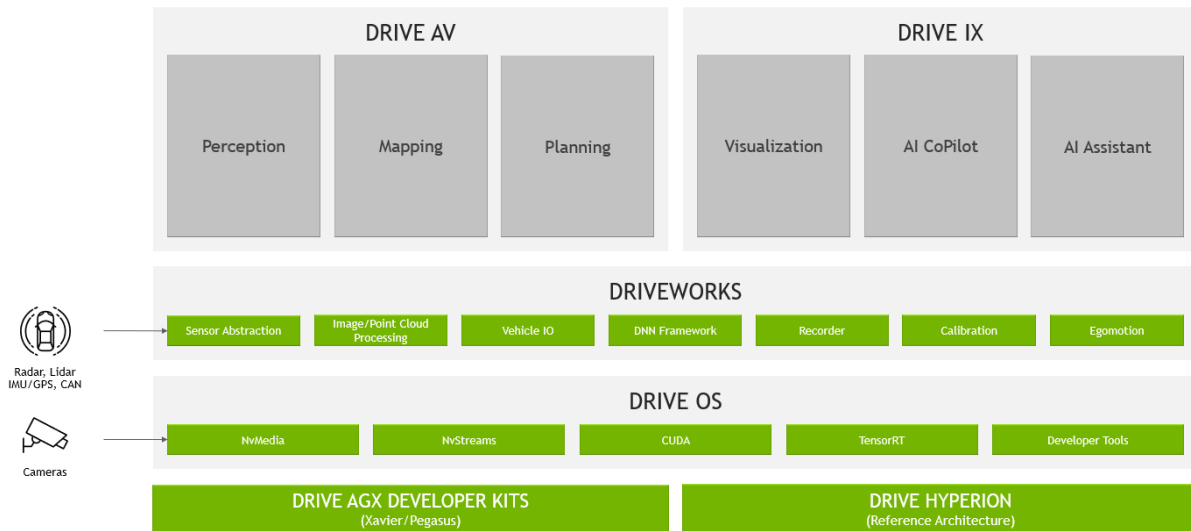 DRIVE AV
DRIVE IX
Perception
Mapping
Planning
Visualization
AI CoPilot
AI Assistant
DRIVEWORKS
Sensor Abstraction
Image/Point Cloud
Processing
Vehicle IO
DNN Framework
Recorder
Calibration
Egomotion
Radar, Lidar
IMU/GPS, CAN
DRIVE OS
NvMedia
NvStreams
CUDA
TensorRT
Developer Tools
Cameras
DRIVE AGX DEVELOPER KITS
(Xavier/Pegasus)
DRIVE HYPERION
(Reference Architecture)